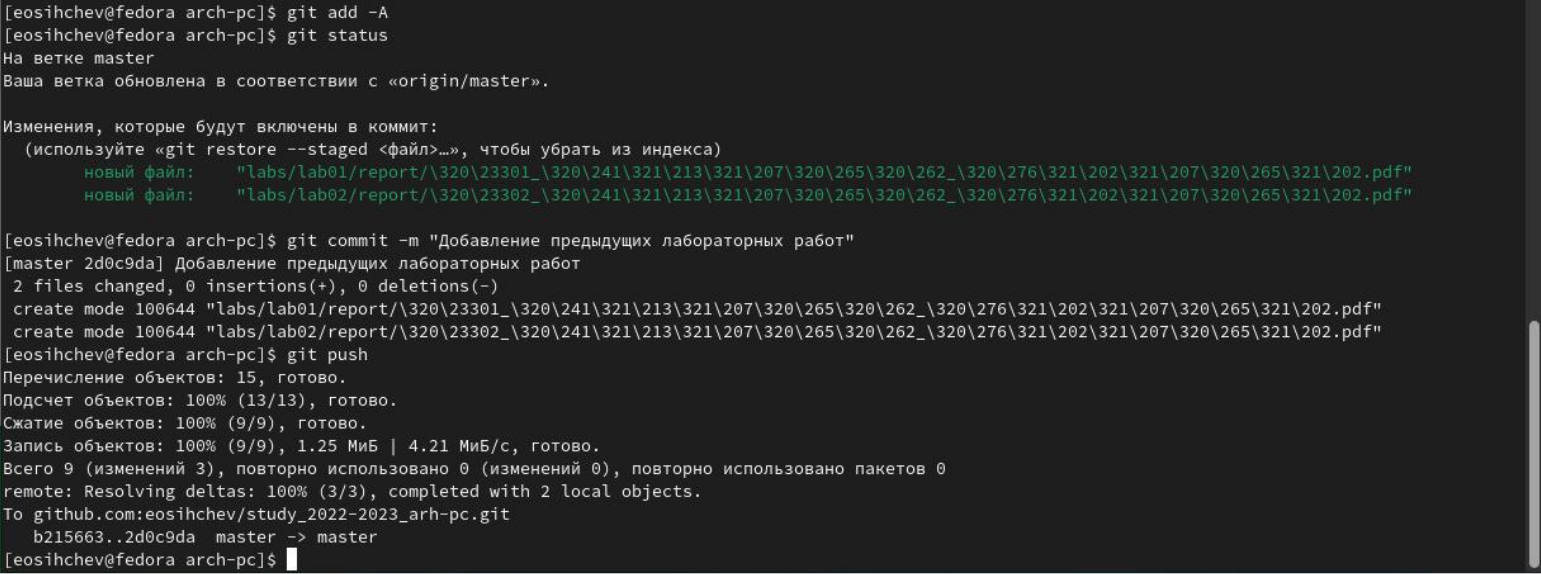 [eosihchev@fedora arch-pc]$ git add -A
[eosihchev@fedora arch-pc]$ git status
На ветке master
Ваша ветка обновлена в соответствии с «origin/master».
Изменения, которые будут включены в коммит:
(используйте «git restore --staged <файл>…», чтобы убрать из индекса)
новый файл: "labs/lab01/report/\320\23301_\320\241\321\213\321\207\320\265\320\262_\320\276\321\202\321\207\320\265\321\202.pdf"
новый файл: "labs/lab02/report/\320\23302_\320\241\321\213\321\207\320\265\320\262_\320\276\321\202\321\207\320\265\321\202.pdf"
[eosihchev@fedora arch-pc]$ git commit -m "Добавление предыдущих лабораторных работ"
[master 2d0c9da] Добавление предыдущих лабораторных работ
2 files changed, 0 insertions(+), 0 deletions(-)
create mode 100644 "labs/lab01/report/\320\23301_\320\241\321\213\321\207\320\265\320\262_\320\276\321\202\321\207\320\265\321\202.pdf"
create mode 100644 "labs/lab02/report/\320\23302_\320\241\321\213\321\207\320\265\320\262_\320\276\321\202\321\207\320\265\321\202.pdf"
[eosihchev@fedora arch-pc]$ git push
Перечисление объектов: 15, готово.
Подсчет объектов: 100% (13/13), готово.
Сжатие объектов: 100% (9/9), готово.
Запись объектов: 100% (9/9), 1.25 МиБ | 4.21 МиБ/с, готово.
Всего 9 (изменений 3), повторно использовано 0 (изменений 0), повторно использовано пакетов 0
remote: Resolving deltas: 100% (3/3), completed with 2 local objects.
To github.com:eosihchev/study_2022-2023_arh-pc.git
b215663..2d0c9da master -> master
[eosihchev@fedora arch-pc]$